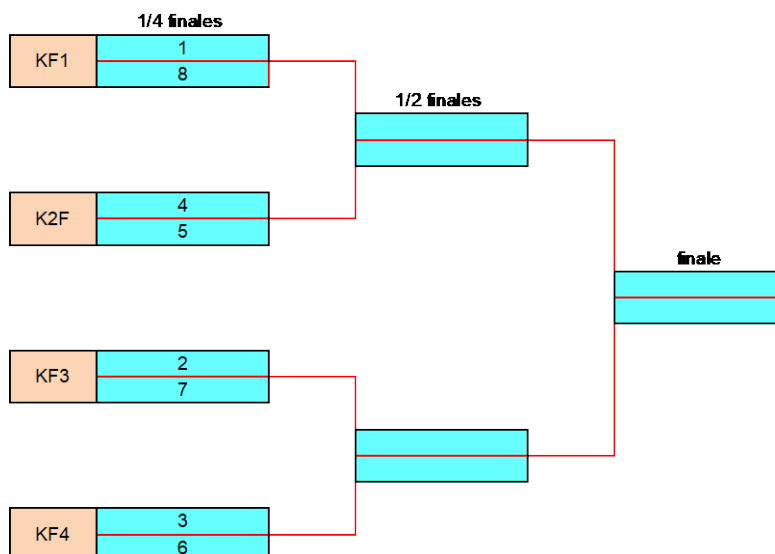 1/4 finales
KF1
1
8
1/2 finales
K2F
4
5
finale
KF3
2
7
KF4
3
6